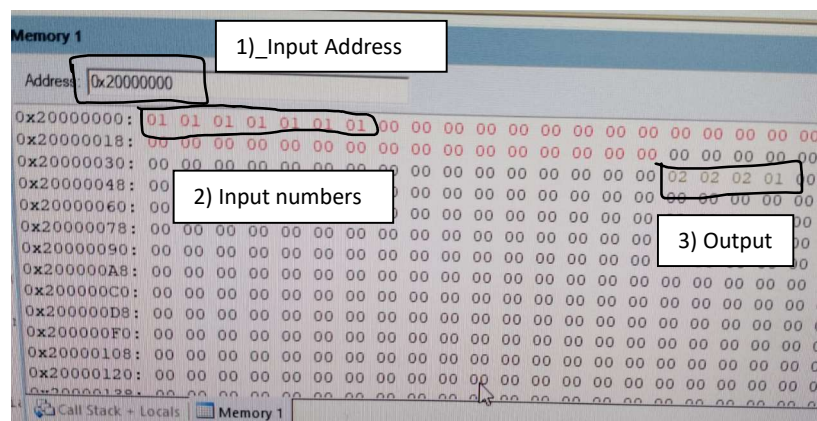 Memory 1
1)_Input Address
Address: 0x20000000
0x20000000: 01 01 01 01 01 01 01 00 00 00 00 00 00 00 00 00 00 00 00 00 00
0x20000018: 00 00 00 00 00 00 00 00 00 00 00 00 00 00 00 00 00 00 00 00 00
0x20000030: 00 00 00 00 00 00 00 00 00 00 00 00 00 00 00 00 02 02 02 01
0x20000048: 00 00 00 00 00 00 00 00 00 00 00 00 00 00
2) Input numbers
0x20000060: 00 00 00 00 00 00 00 00 00
3) Output
0x20000078: 00 00 00 00 00 00 00 00 00 00 00 00 00 00 00 00
0x20000090: 00 00 00 00 00 00 00 00 00 00 00 00 00 00 00 00
0x200000A8: 00 00 00 00 00 00 00 00 00 00 00 00 00 00 00 00 00 00 00 00 00
0x200000C0: 00 00 00 00 00 00 00 00 00 00 00 00 00 00 00 00 00 00 00 00
0x200000D8: 00 00 00 00 00 00 00 00 00 00 00 00 00 00 00 00 00 00 00 00
0x200000F0: 00 00 00 00 00 00 00 00 00 00 00 00 00 00 00 00 00 00 00 00
0x20000108: 00 00 00 00 00 00 00 00 00 00 00 00 00 00 00 00 00 00 00 00
0x20000120: 00 00 00 00 00 00 00 00 00 00 00 00 00 00 00 00 00 00 00 00
Call Stack + Locals Memory 1